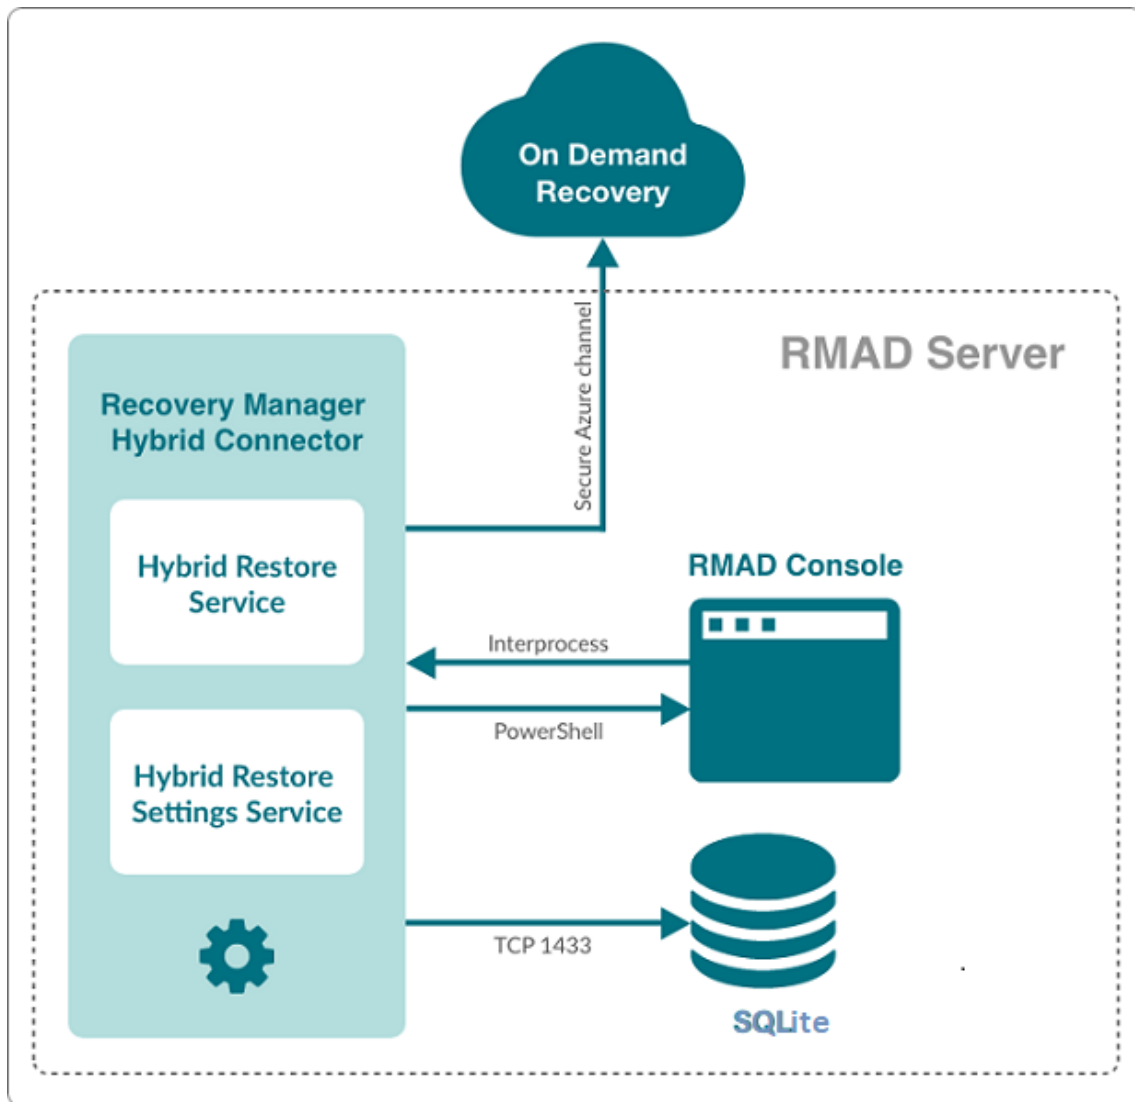 On Demand
Recovery
Secure Azure channel
RMAD Server
Recovery Manager
Hybrid Connector
Hybrid Restore
Service
RMAD Console
Interprocess
PowerShell
Hybrid Restore
Settings Service
TCP 1433
SQLite